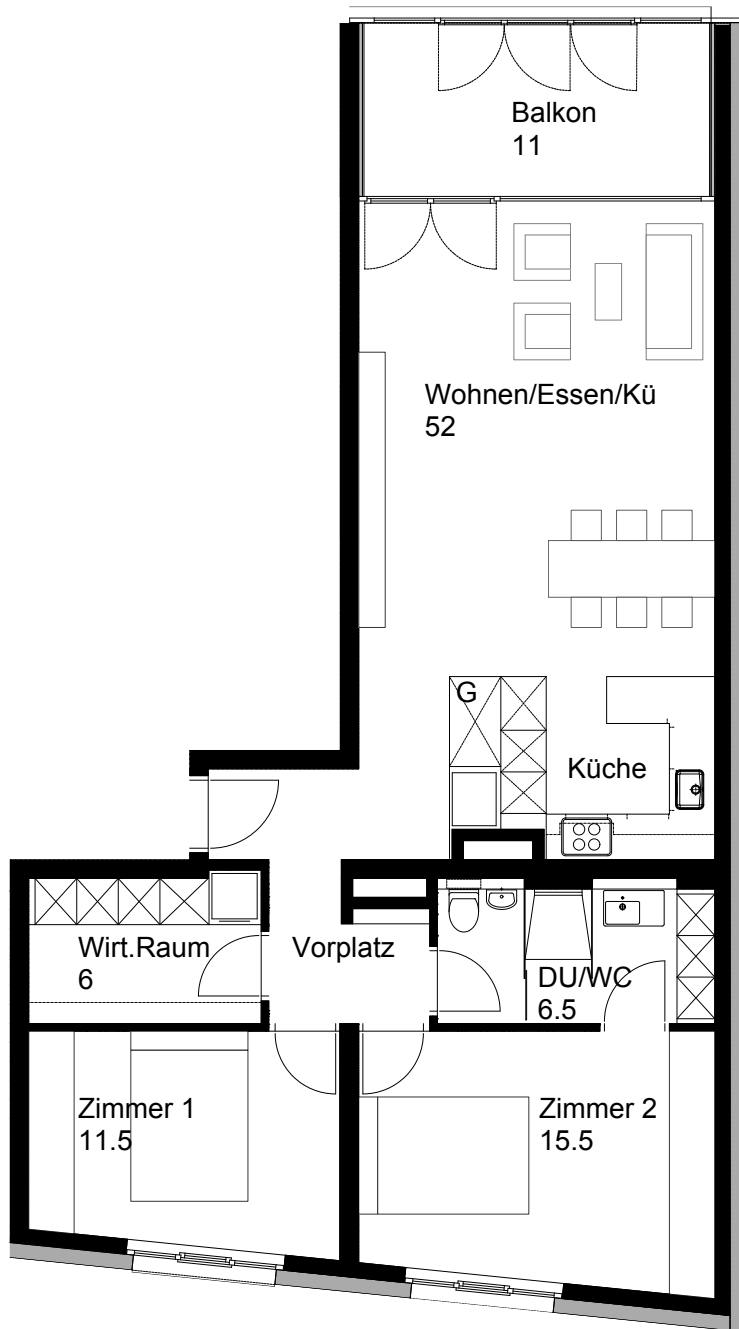 Balkon
11
Wohnen/Essen/Kü
52
G
Küche
Wirt.Raum
6
Vorplatz
DU/WC
6.5
Zimmer 1
11.5
Zimmer 2
15.5